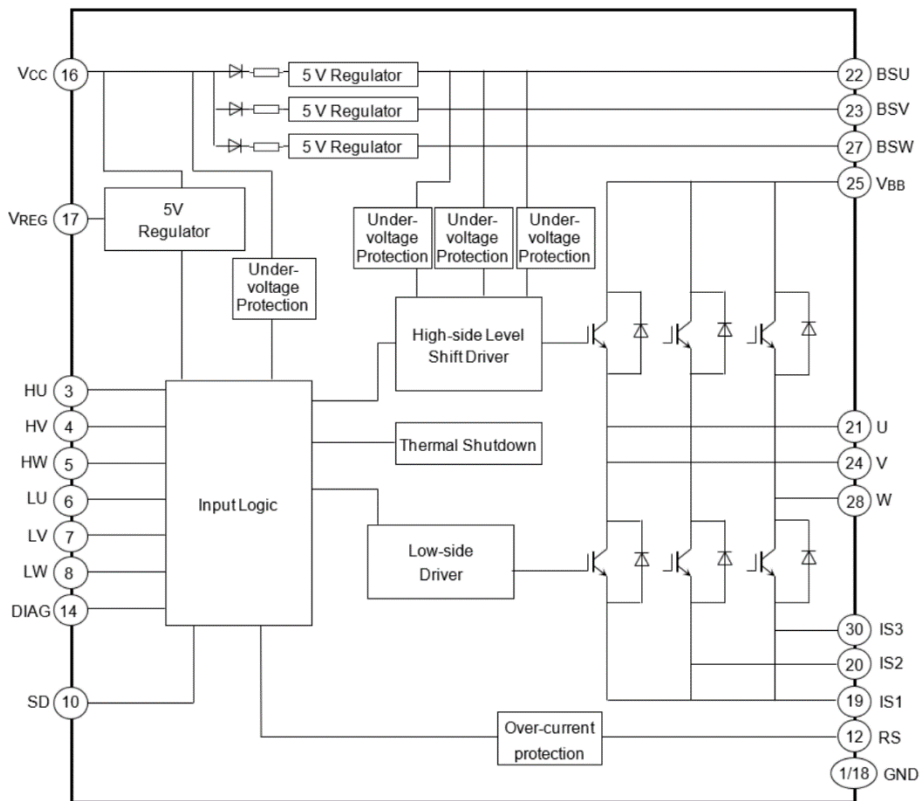 VCC 16 5 V Regulator 22 BSU
5 V Regulator 23 BSV
5 V Regulator 27 BSW
25 VBB
VREG 17
5V
Regulator
Under-
voltage
Protection
Under-
voltage
Protection
Under-
voltage
Protection
Under-
voltage
Protection
High-side Level
Shift Driver
HU 3
HV 4
HW 5
LU 6
LV 7
LW 8
DIAG 14
SD 10
Input Logic
Thermal Shutdown
Low-side
Driver
21 U
24 V
28 W
30 IS3
20 IS2
19 IS1
Over-current
protection
12 RS
1/18 GND